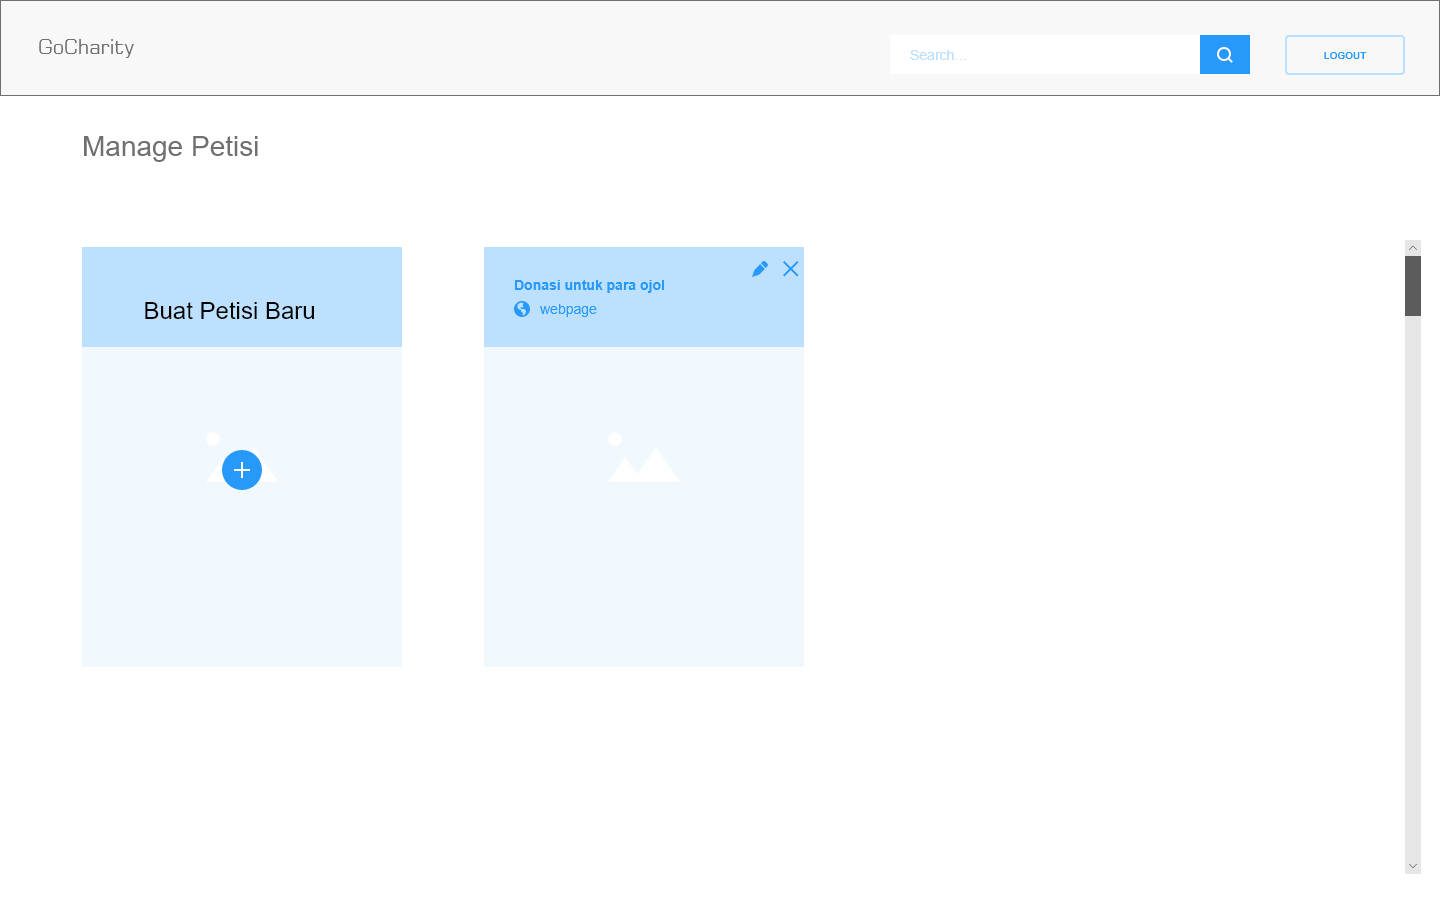 GoCharity
Search...
LOGOUT
Manage Petisi
Buat Petisi Baru
Donasi untuk para ojol
webpage